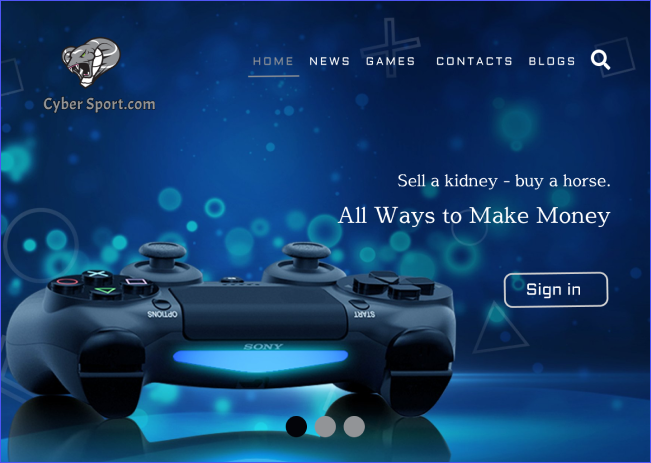 HOME NEWS GAMES CONTACTS BLOGS
Cyber Sport.com
Sell a kidney - buy a horse.
All Ways to Make Money
Sign in
OPTIONS
START
SONY